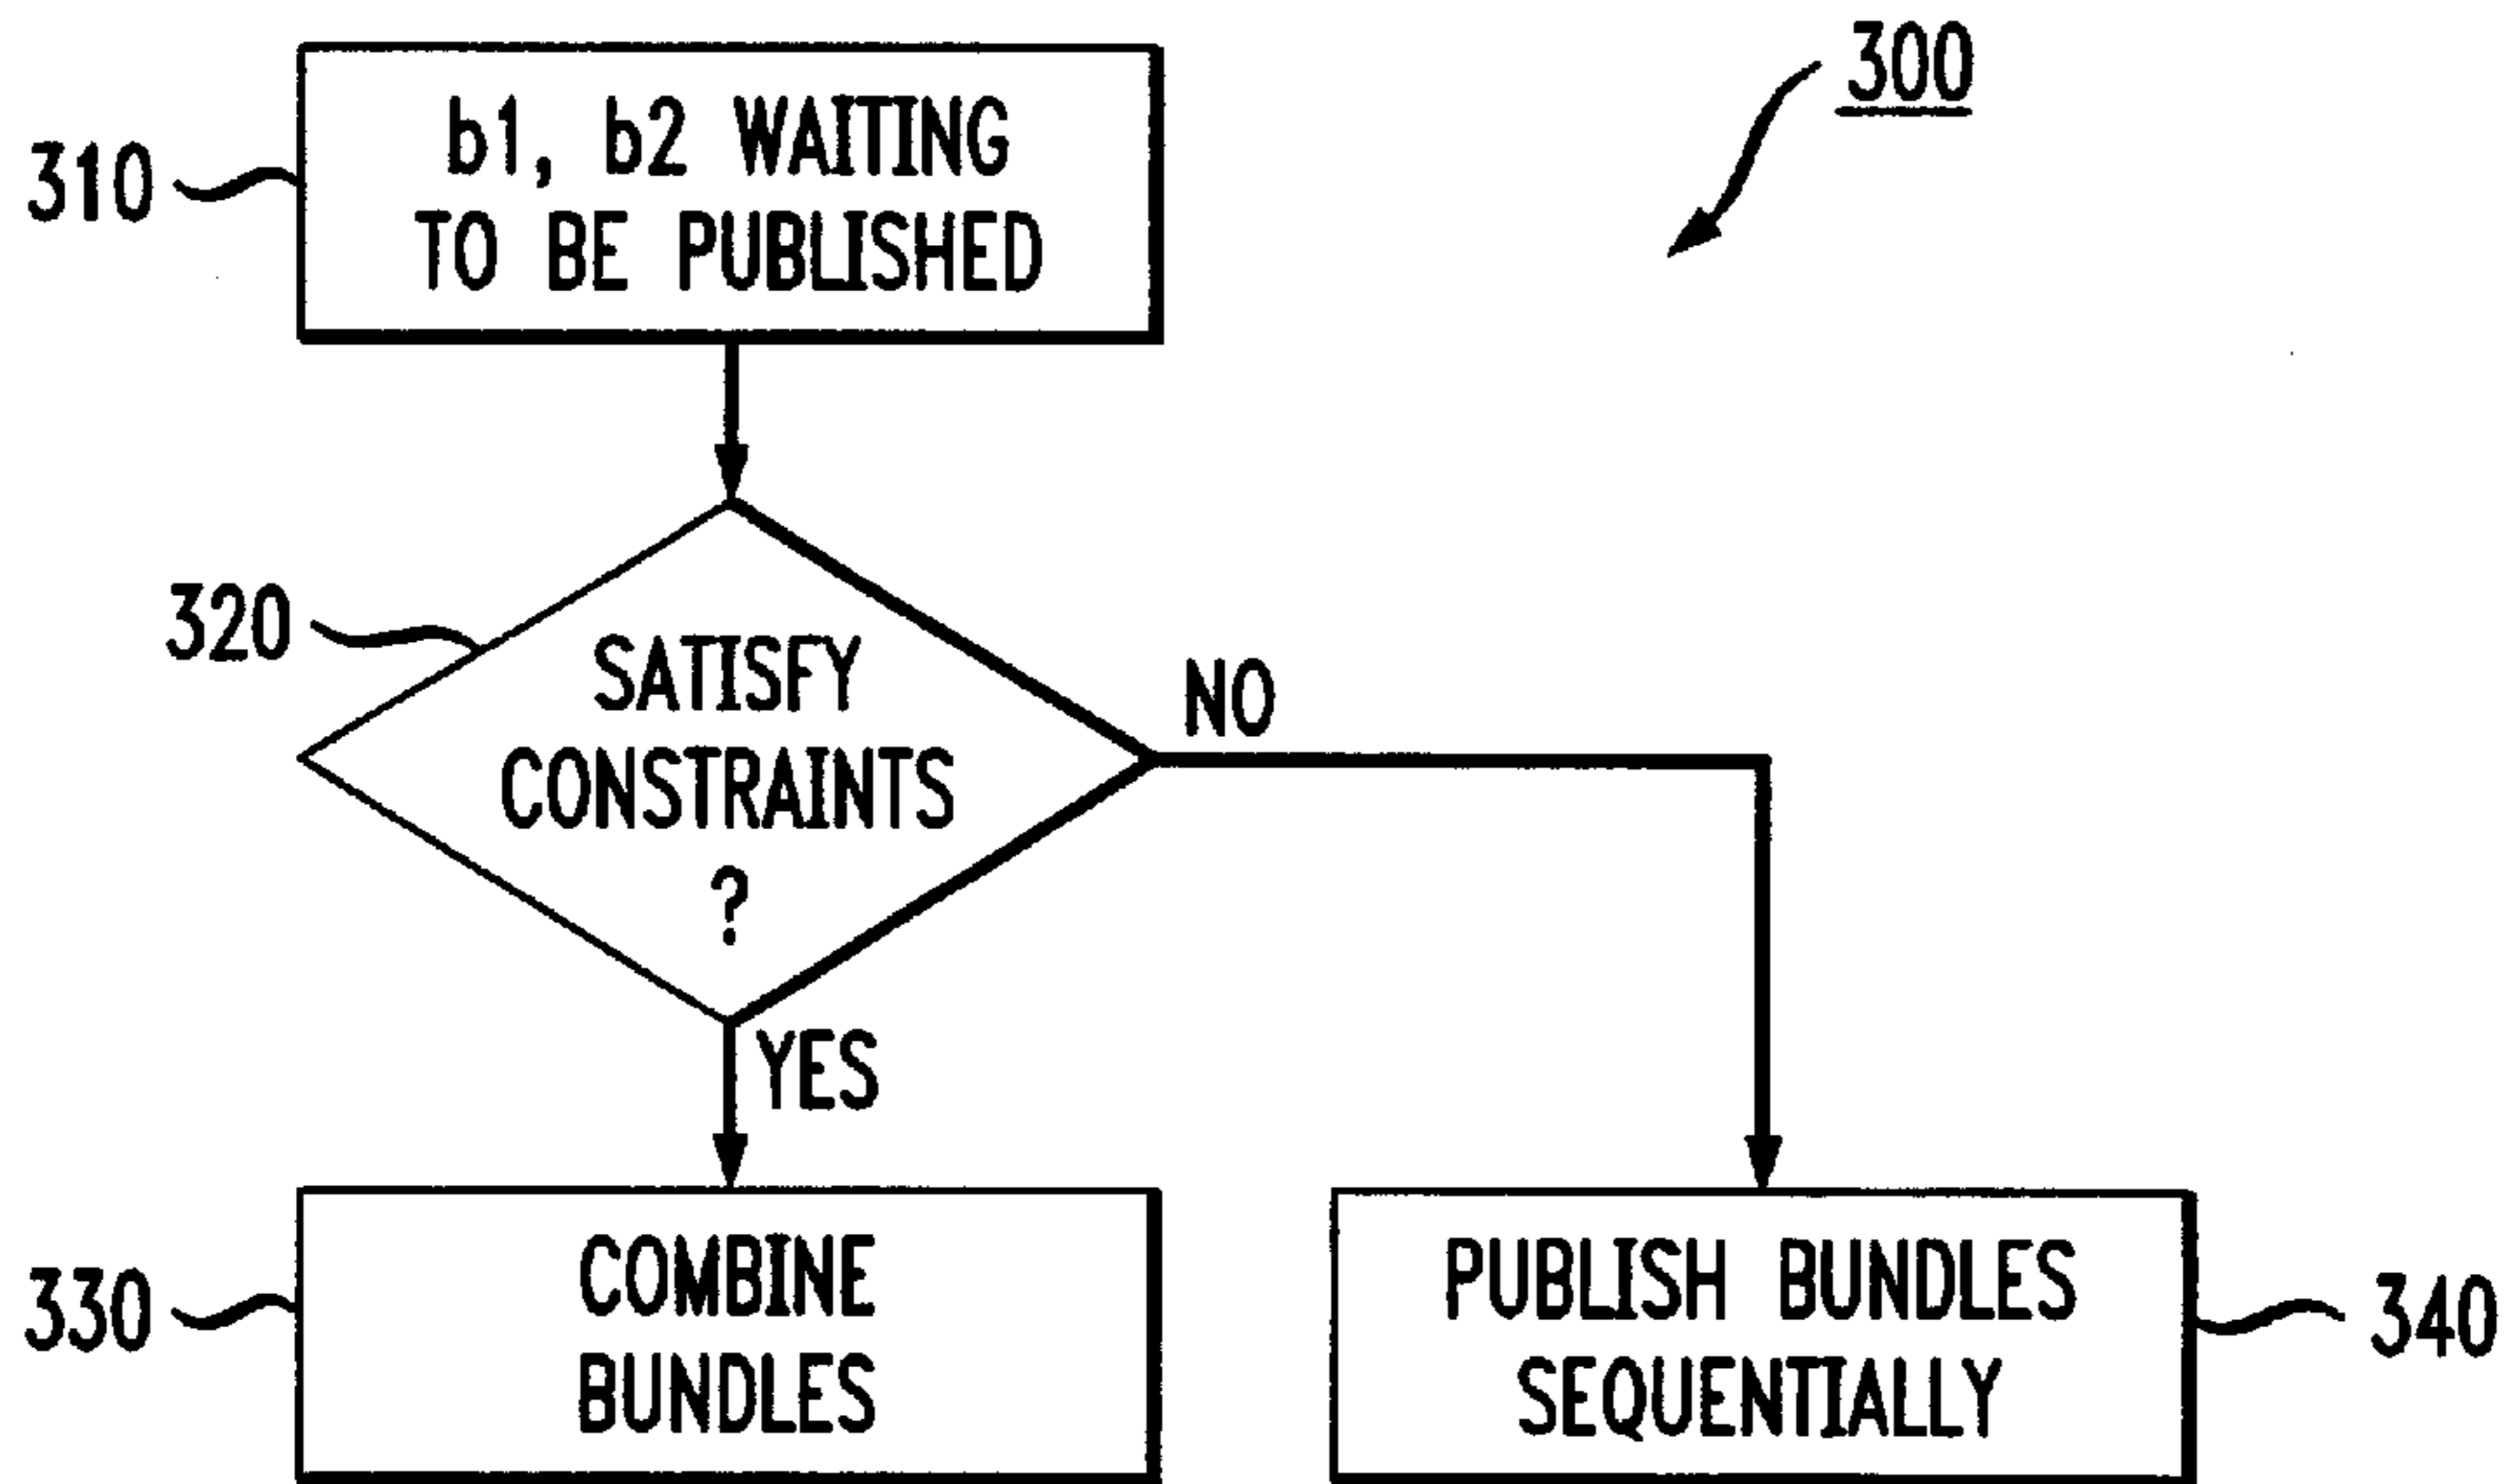 300
310
b1, b2 WAITING
TO BE PUBLISHED
320
SATISFY
CONSTRAINTS
?
NO
YES
330
COMBINE
BUNDLES
PUBLISH BUNDLES
SEQUENTIALLY
340